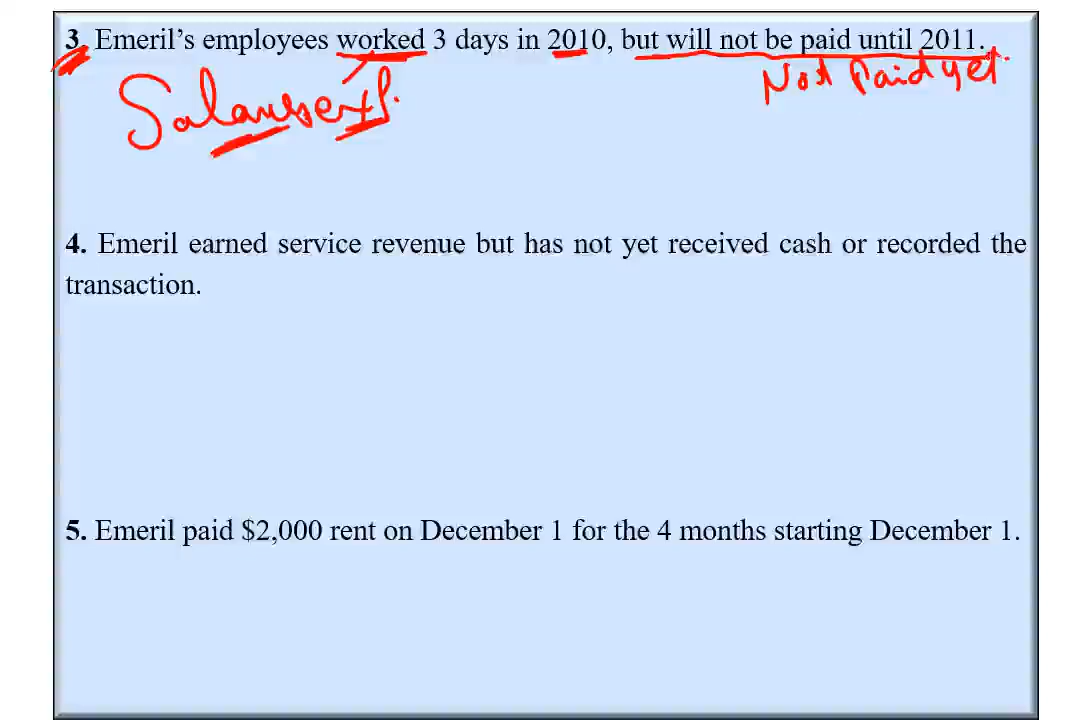 3. Emeril’s employees worked 3 days in 2010, but will not be paid until 2011.
Not Paid yet.
Salaries exp.
4. Emeril earned service revenue but has not yet received cash or recorded the
transaction.
5. Emeril paid $2,000 rent on December 1 for the 4 months starting December 1.